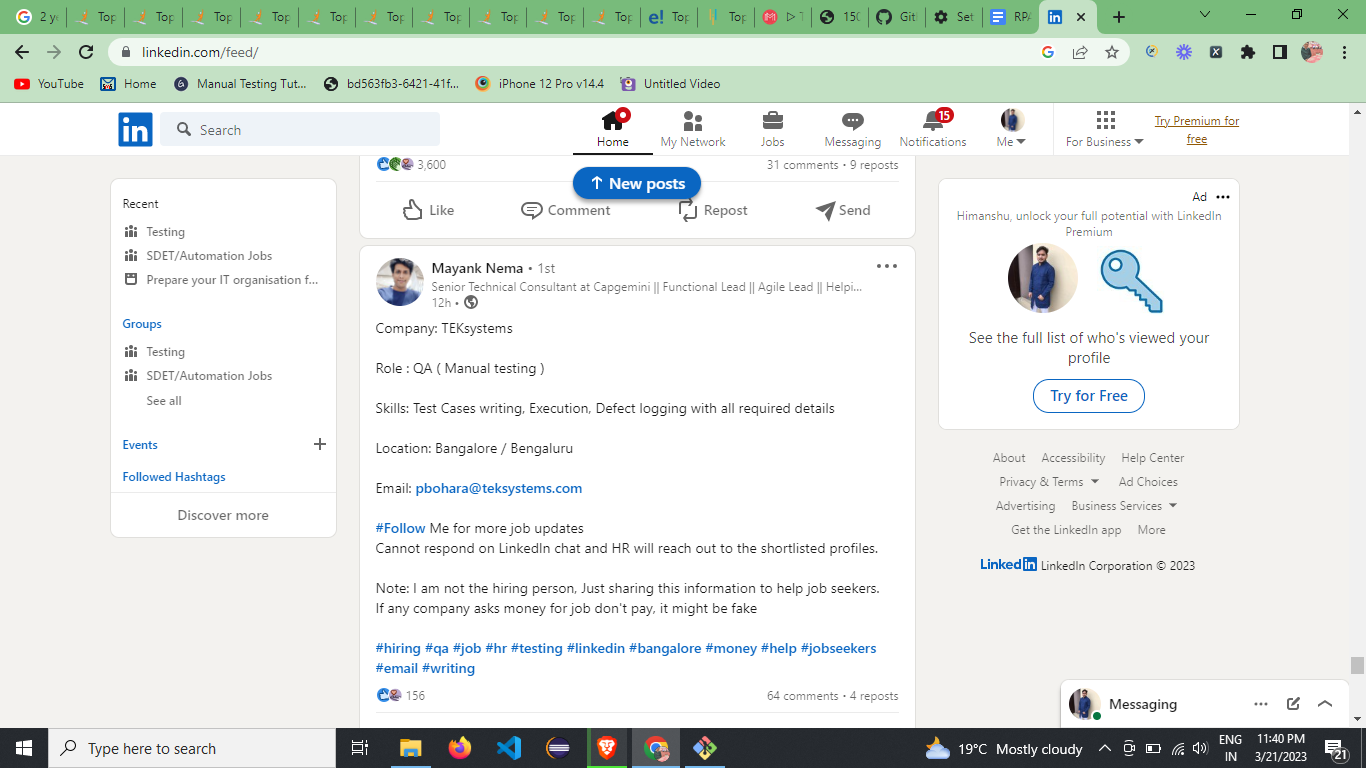 2 ye
Top
Top
Top
Top
Top
Top
Top
Top
Top
Top
Top
Top
T
150
Gitl
Set
RPA
linkedin.com/feed/
YouTube
Home
Manual Testing Tut...
bd563fb3-6421-41f...
iPhone 12 Pro v14.4
Untitled Video
in
Search
Home
My Network
Jobs
Messaging
15
Notifications
Me
For Business
Try Premium for
free
Recent
Testing
SDET/Automation Jobs
Prepare your IT organisation f...
Groups
Testing
SDET/Automation Jobs
See all
Events
Followed Hashtags
Discover more
3,600
31 comments • 9 reposts
New posts
Like
Comment
Repost
Send
Mayank Nema • 1st
Senior Technical Consultant at Capgemini || Functional Lead || Agile Lead || Helpi...
12h •
Company: TEKsystems
Role : QA ( Manual testing )
Skills: Test Cases writing, Execution, Defect logging with all required details
Location: Bangalore / Bengaluru
Email: pbohara@teksystems.com
#Follow Me for more job updates
Cannot respond on LinkedIn chat and HR will reach out to the shortlisted profiles.
Note: I am not the hiring person, Just sharing this information to help job seekers.
If any company asks money for job don't pay, it might be fake
#hiring #qa #job #hr #testing #linkedin #bangalore #money #help #jobseekers
#email #writing
156
64 comments • 4 reposts
Ad
Himanshu, unlock your full potential with LinkedIn
Premium
See the full list of who's viewed your
profile
Try for Free
About
Accessibility
Help Center
Privacy & Terms
Ad Choices
Advertising
Business Services
Get the LinkedIn app
More
LinkedIn LinkedIn Corporation © 2023
Messaging
Type here to search
19°C Mostly cloudy
ENG
IN
11:40 PM
3/21/2023
21